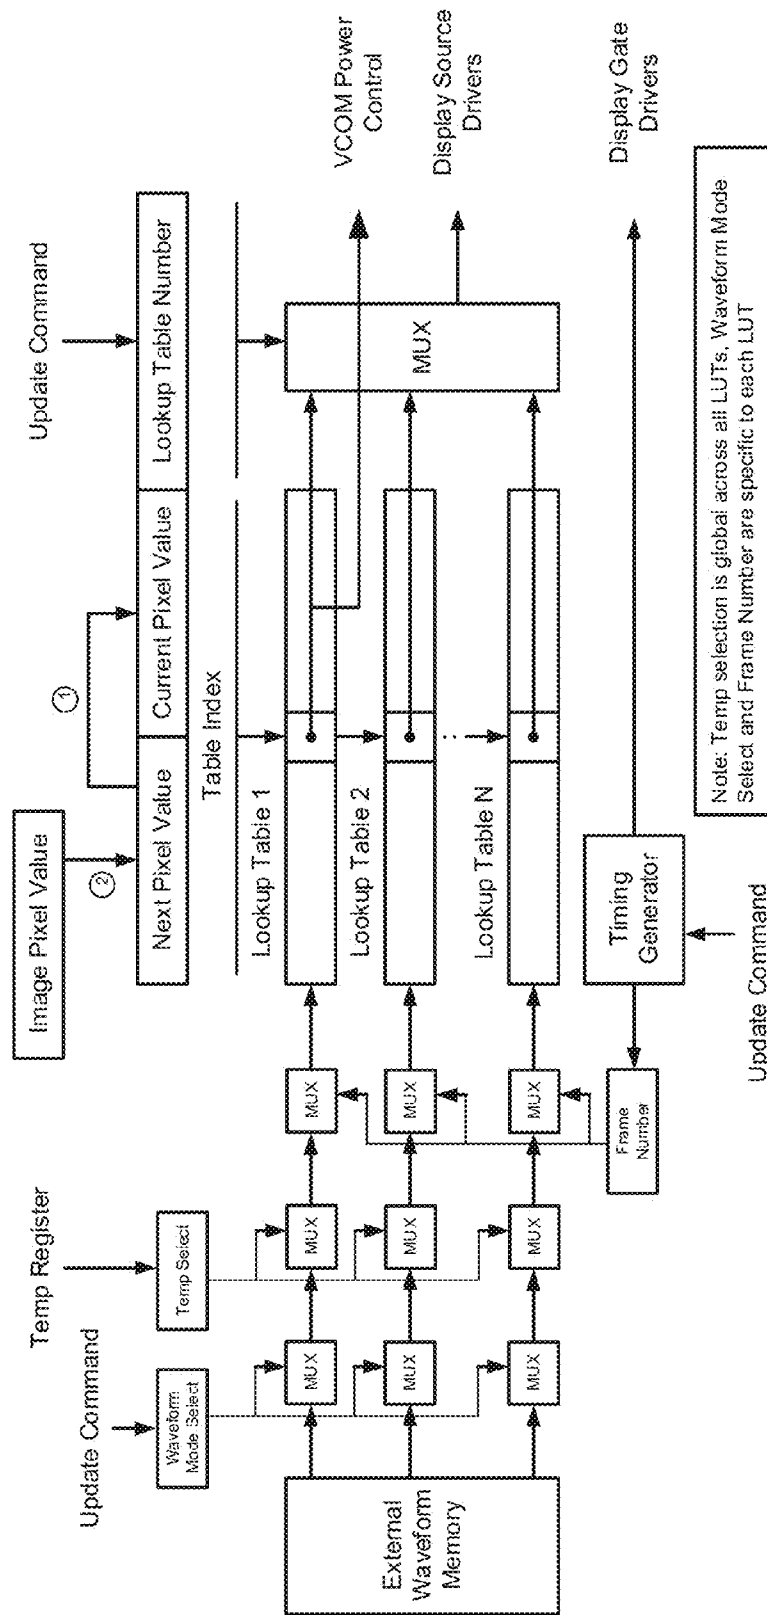 Update Command
Waveform
Mode Select
Temp Register
Temp Select
Image Pixel Value
②
①
Update Command
Next Pixel Value
Current Pixel Value
Lookup Table Number
Table Index
External
Waveform
Memory
MUX
MUX
MUX
Lookup Table 1
MUX
MUX
MUX
Lookup Table 2
...
MUX
MUX
MUX
Lookup Table N
MUX
VCOM Power
Control
Display Source
Drivers
Frame
Number
Timing
Generator
Display Gate
Drivers
Update Command
Note: Temp selection is global across all LUTs, Waveform Mode
Select and Frame Number are specific to each LUT